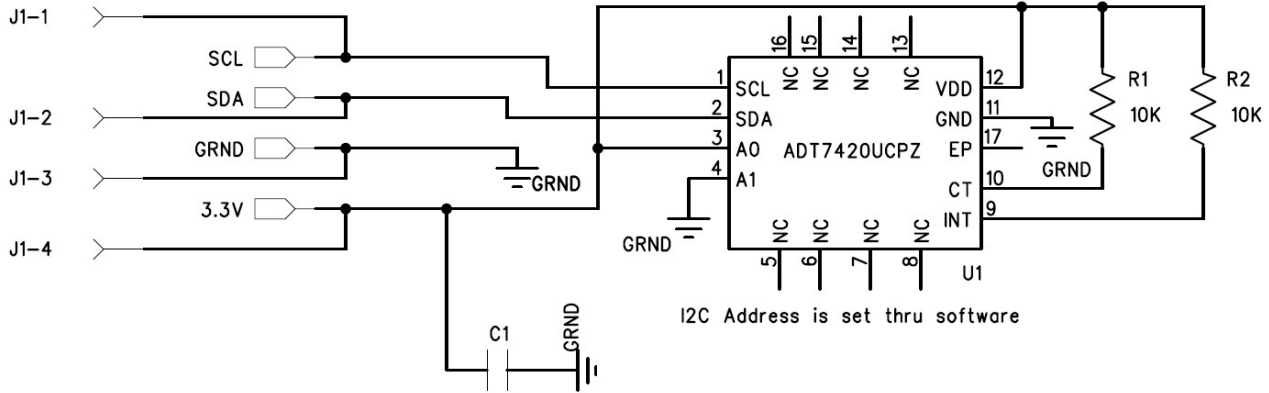 J1-1
SCL
SDA
J1-2
GRND
J1-3
3.3V
J1-4
GRND
C1
GRND
GRND
16
15
14
13
NC
NC
NC
NC
1
SCL
2
SDA
3
A0
4
A1
ADT7420UCPZ
VDD
12
GND
11
EP
17
CT
10
INT
9
NC
NC
NC
NC
5
6
7
8
U1
GRND
R1
10K
R2
10K
I2C Address is set thru software